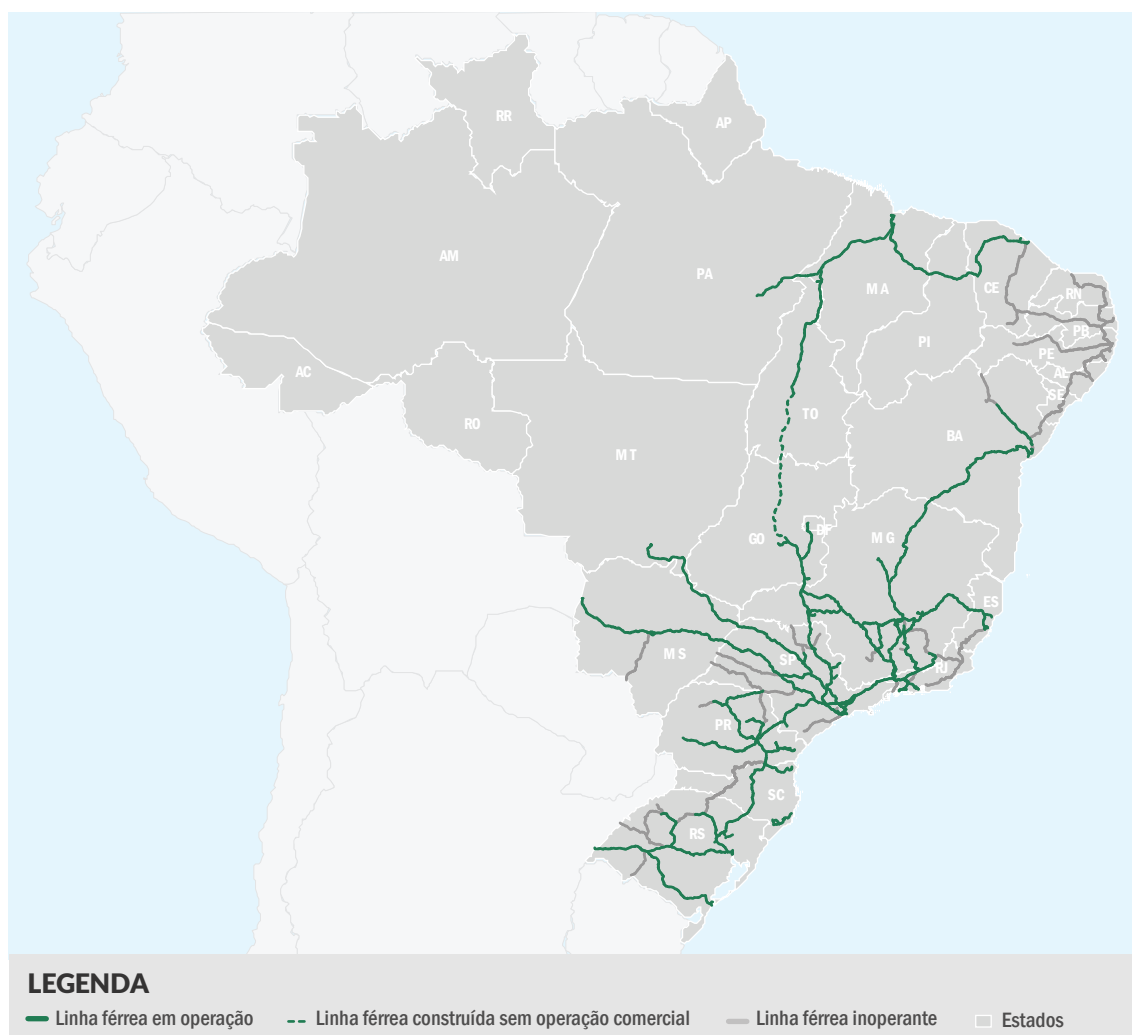 RR
AP
AM
PA
MA
CE
RN
PB
PI
PE
AC
AL
TO
SE
RO
BA
MT
DF
GO
MG
ES
MS
SP
RJ
PR
SC
RS
LEGENDA
Linha férrea em operação
Linha férrea construída sem operação comercial
Linha férrea inoperante
Estados